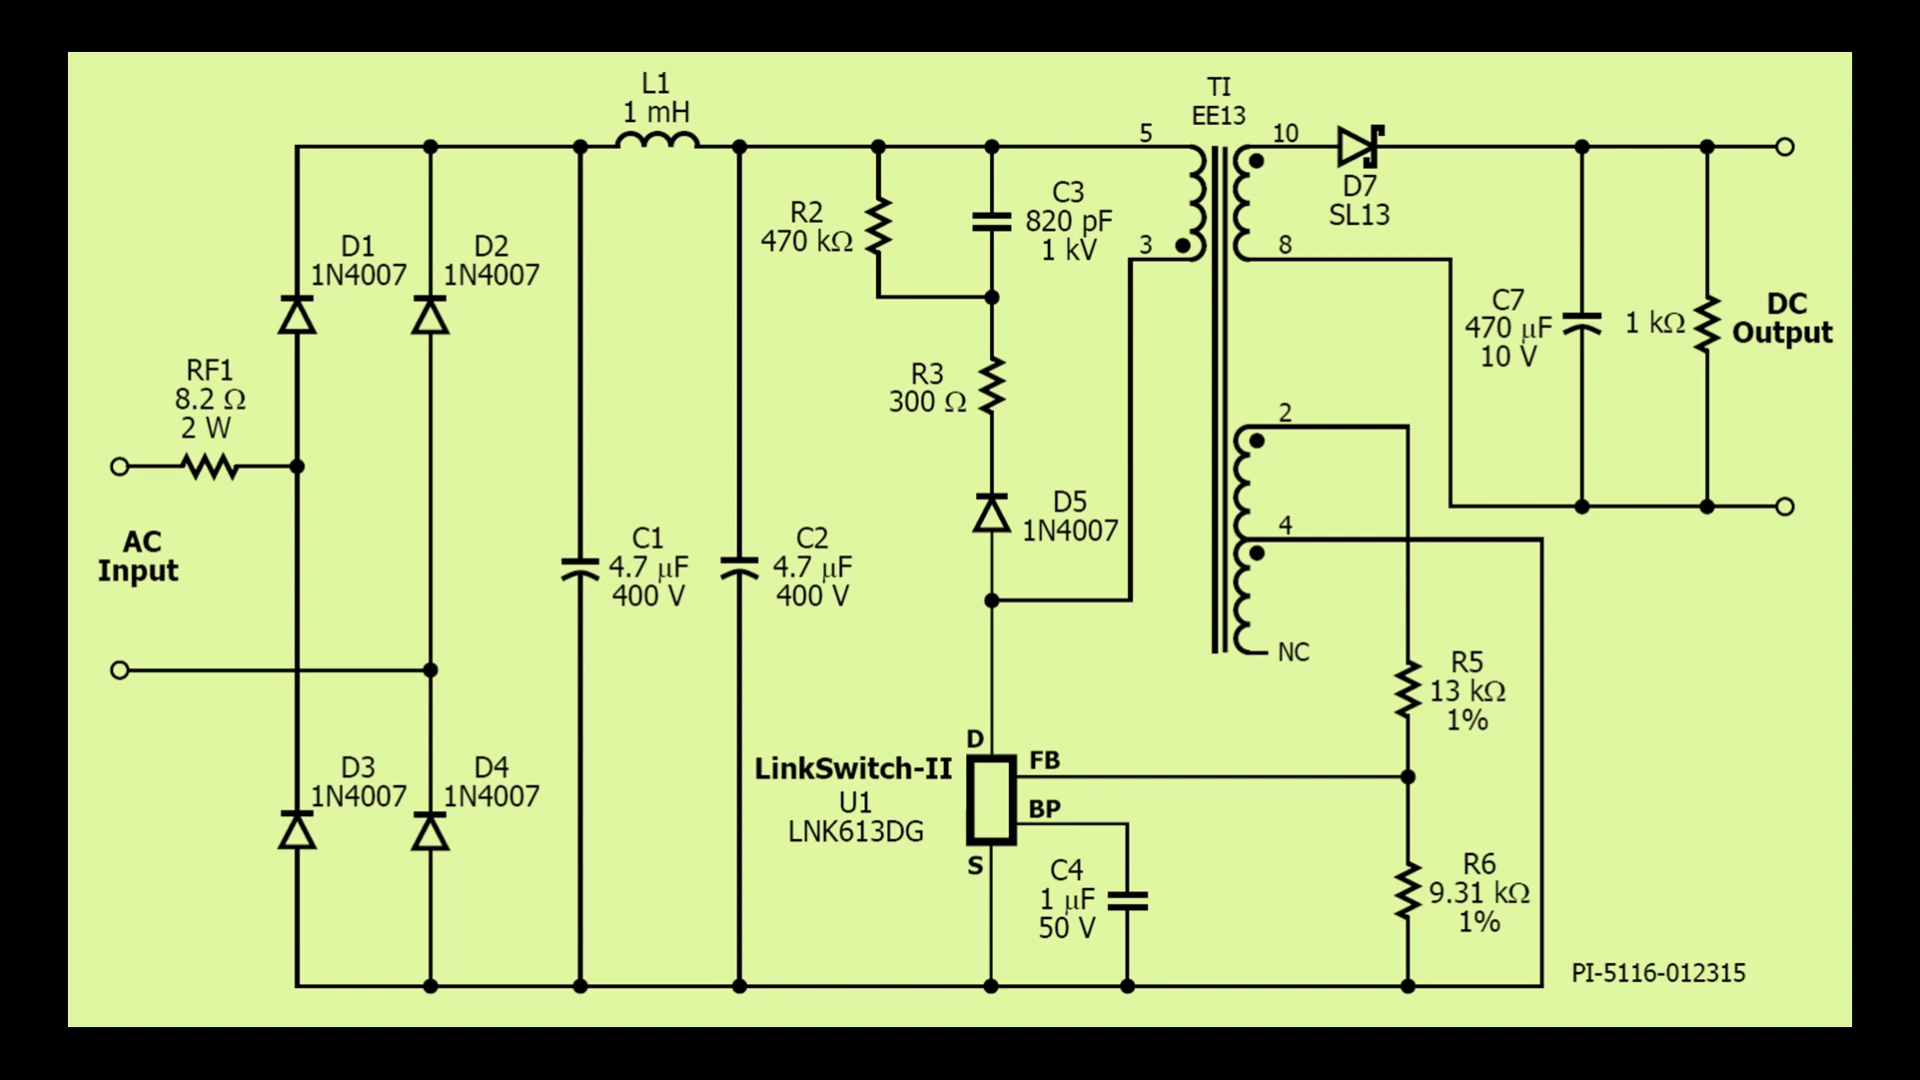 L1
1 mH
TI
EE13
5
10
D7
SL13
C3
820 pF
1 kV
R2
470 kΩ
3
8
D1
1N4007
D2
1N4007
C7
470 µF
10 V
1 kΩ
DC
Output
RF1
8.2 Ω
2 W
R3
300 Ω
2
AC
Input
C1
4.7 µF
400 V
C2
4.7 µF
400 V
D5
1N4007
4
NC
R5
13 kΩ
1%
D3
1N4007
D4
1N4007
LinkSwitch-II
U1
LNK613DG
D
FB
BP
S
C4
1 µF
50 V
R6
9.31 kΩ
1%
PI-5116-012315